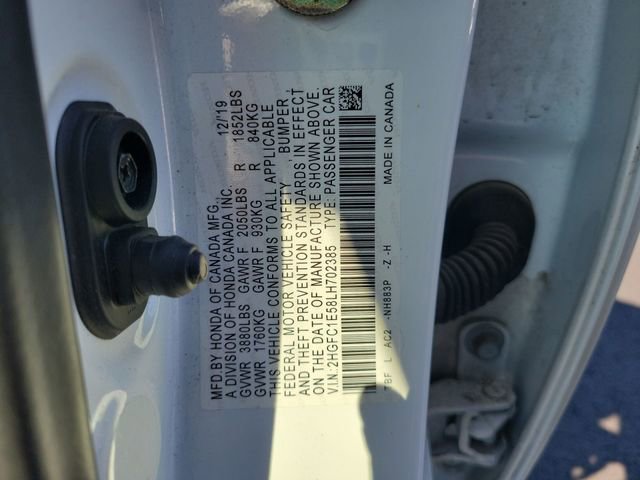 MFD BY HONDA OF CANADA MFG., 12/19
A DIVISION OF HONDA CANADA INC.
GVWR 3880LBS GAWR F 2050LBS R 1852LBS
GVWR 1760KG GAWR F 930KG R 840KG
THIS VEHICLE CONFORMS TO ALL APPLICABLE
FEDERAL MOTOR VEHICLE SAFETY, BUMPER,
AND THEFT PREVENTION STANDARDS IN EFFECT
ON THE DATE OF MANUFACTURE SHOWN ABOVE.
V.I.N.:2HGFC1E58LH702385 TYPE: PASSENGER CAR
TBF L AC2 -NH883P -Z -H MADE IN CANADA